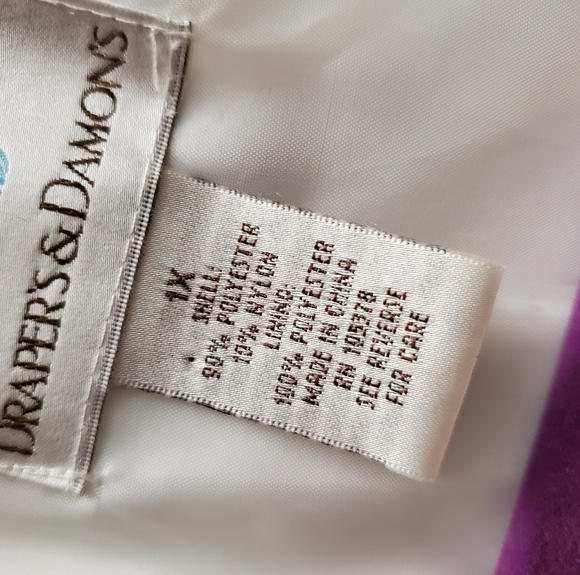 DRAPER'S & DAMON'S
1X
SHELL:
90% POLYESTER
10% NYLON
LINING:
100% POLYESTER
MADE IN CHINA
RN 105378
SEE REVERSE
FOR CARE